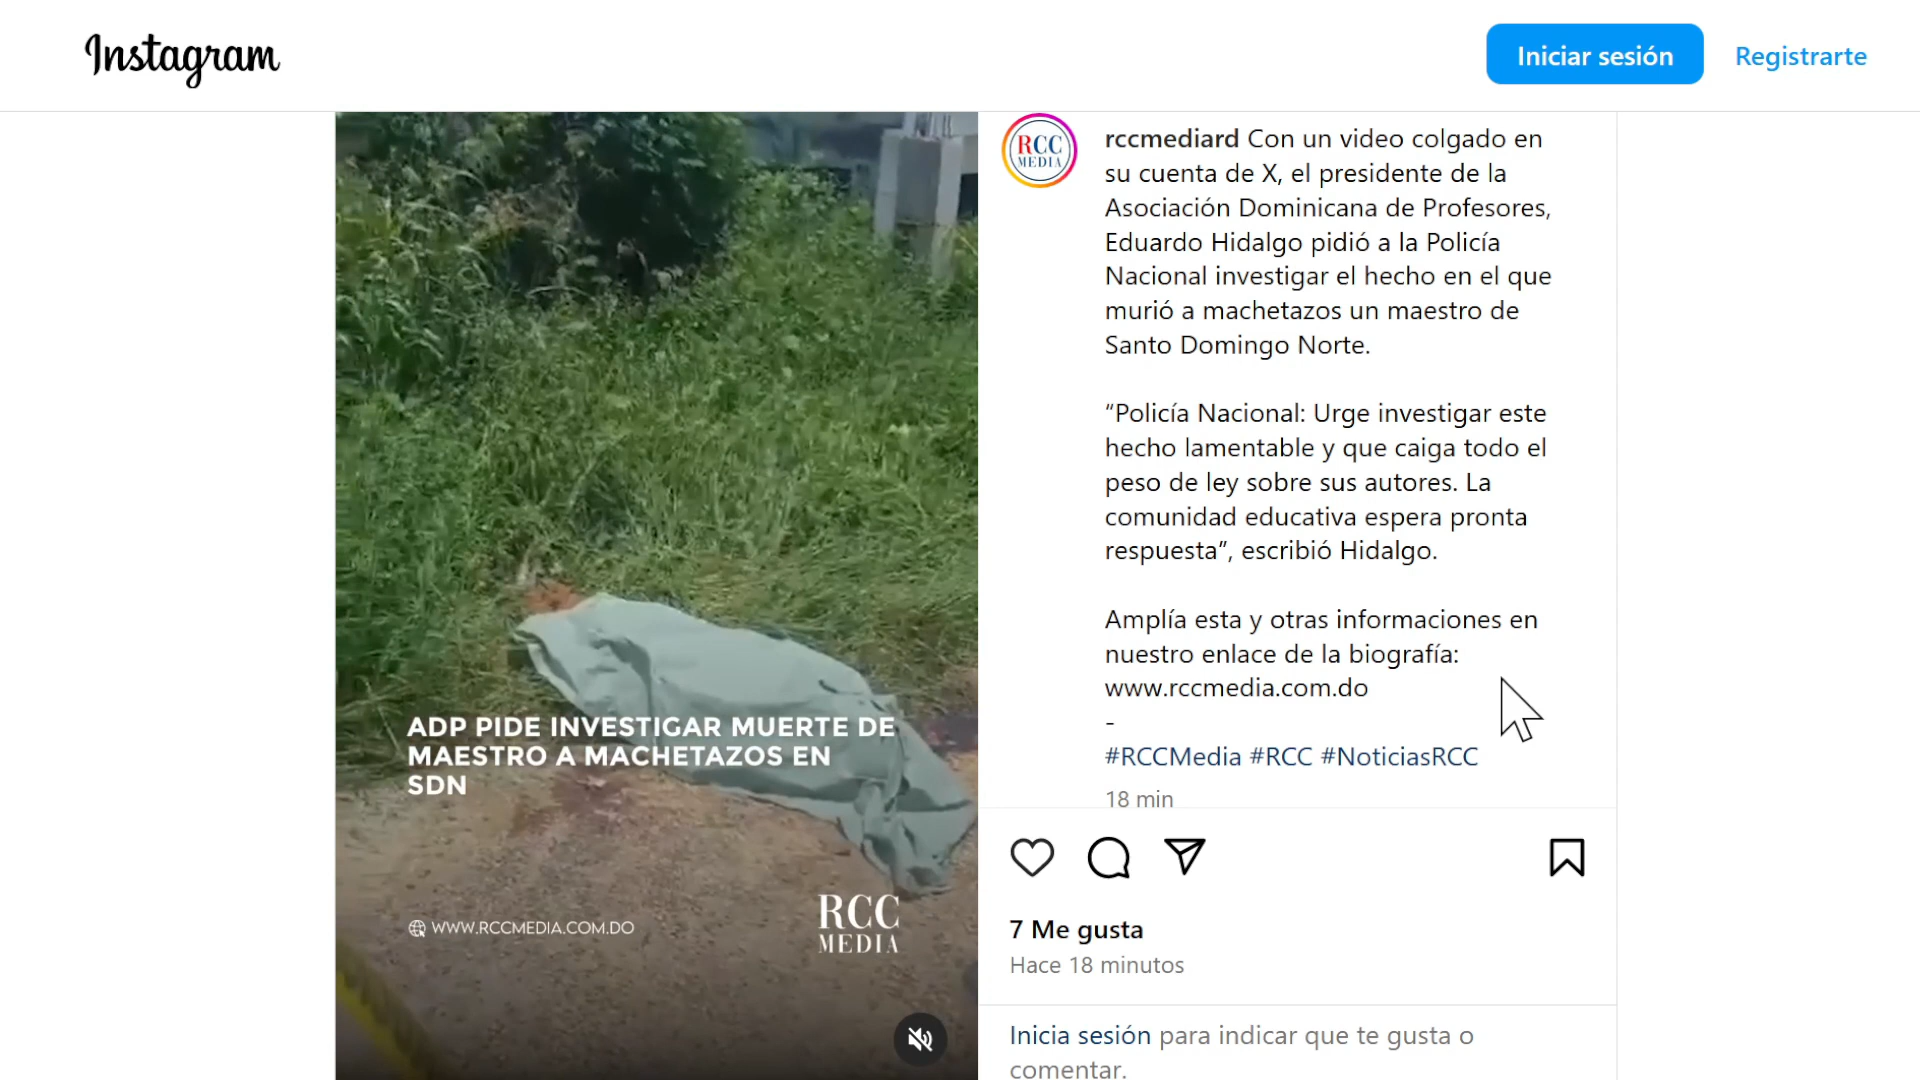 Instagram
Iniciar sesión
Registrarte
ADP PIDE INVESTIGAR MUERTE DE
MAESTRO A MACHETAZOS EN
SDN
WWW.RCCMEDIA.COM.DO
RCC
MEDIA
RCC
MEDIA
rccmediard Con un video colgado en
su cuenta de X, el presidente de la
Asociación Dominicana de Profesores,
Eduardo Hidalgo pidió a la Policía
Nacional investigar el hecho en el que
murió a machetazos un maestro de
Santo Domingo Norte.
“Policía Nacional: Urge investigar este
hecho lamentable y que caiga todo el
peso de ley sobre sus autores. La
comunidad educativa espera pronta
respuesta”, escribió Hidalgo.
Amplía esta y otras informaciones en
nuestro enlace de la biografía:
www.rccmedia.com.do
-
#RCCMedia #RCC #NoticiasRCC
18 min
7 Me gusta
Hace 18 minutos
Inicia sesión para indicar que te gusta o
comentar.